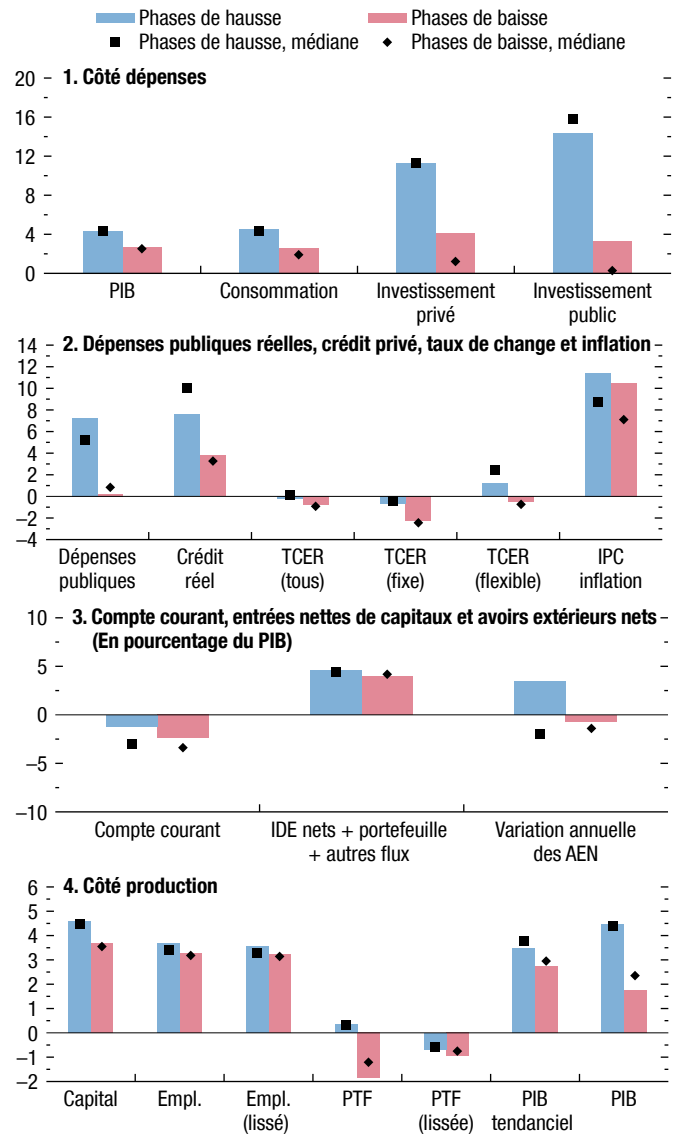 Phases de hausse Phases de baisse
Phases de hausse, médiane Phases de baisse, médiane
1. Côté dépenses
20
16
12
8
4
0
PIB Consommation Investissement privé Investissement public
2. Dépenses publiques réelles, crédit privé, taux de change et inflation
14
12
10
8
6
4
2
0
–2
–4
Dépenses publiques Crédit réel TCER (tous) TCER (fixe) TCER (flexible) IPC inflation
3. Compte courant, entrées nettes de capitaux et avoirs extérieurs nets
(En pourcentage du PIB)
10
5
0
–5
–10
Compte courant IDE nets + portefeuille + autres flux Variation annuelle des AEN
4. Côté production
6
5
4
3
2
1
0
–1
–2
Capital Empl. Empl. (lissé) PTF PTF (lissée) PIB tendanciel PIB